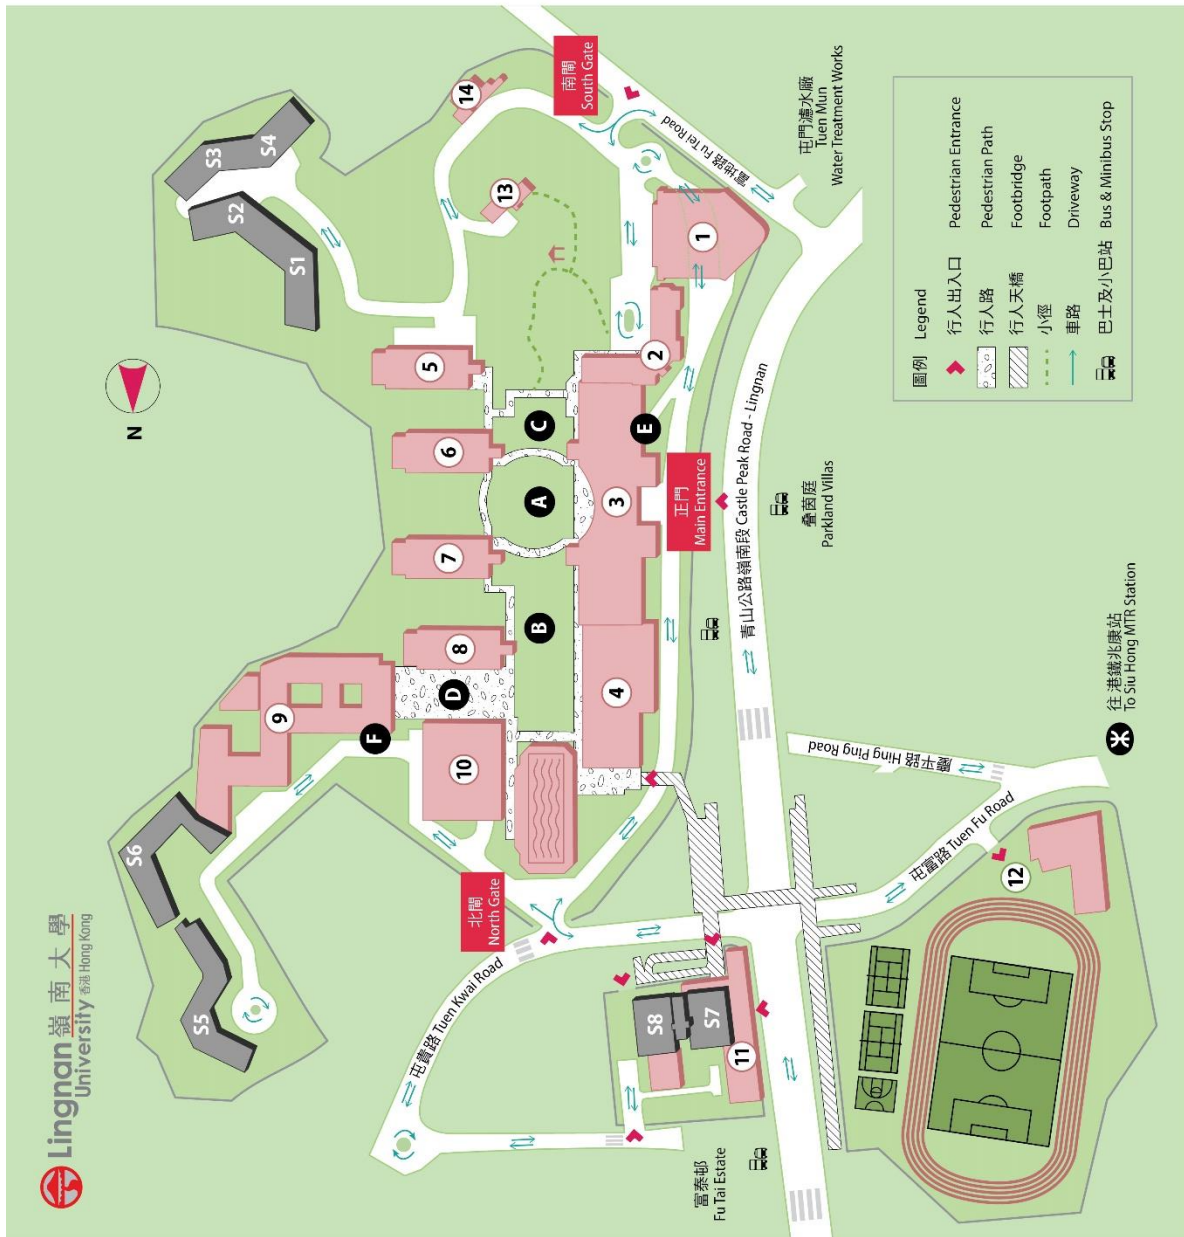 Lingnan 嶺南大學
University 香港 Hong Kong
N
S6
S5
S3
S4
S2
S1
9
F
5
6
7
8
D
10
14
13
北閘
North Gate
屯貴路 Tuen Kwai Road
B
A
C
南閘
South Gate
4
3
2
1
E
正門
Main Entrance
富地路 Fu Tei Road
S8
S7
11
富泰邨
Fu Tai Estate
青山公路嶺南段 Castle Peak Road - Lingnan
叠茵庭
Parkland Villas
屯門濾水廠
Tuen Mun
Water Treatment Works
慶平路 Hing Ping Road
屯富路 Tuen Fu Road
12
往港鐵兆康站
To Siu Hong MTR Station
圖例 Legend
行人出入口 Pedestrian Entrance
行人路 Pedestrian Path
行人天橋 Footbridge
小徑 Footpath
車路 Driveway
巴士及小巴站 Bus & Minibus Stop